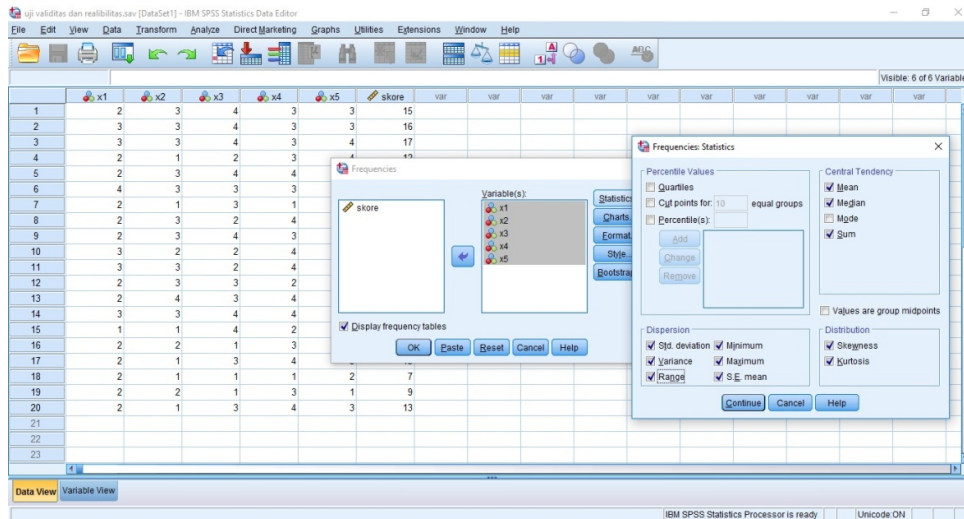 uji validitas dan realibilitas.sav [DataSet1] - IBM SPSS Statistics Data Editor
File Edit View Data Transform Analyze Direct Marketing Graphs Utilities Extensions Window Help
Visible: 6 of 6 Variable
x1 x2 x3 x4 x5 skore var var var var var var var var var
1 2 3 4 3 3 15
2 3 3 4 3 3 16
3 3 3 4 3 4 17
4 2 1 2 3
5 2 3 4 4
6 4 3 3 3
7 2 1 3 1
8 2 3 2 4
9 2 3 4 3
10 3 2 2 4
11 3 3 2 4
12 2 3 3 2
13 2 4 3 4
14 3 3 4 4
15 1 1 4 2
16 2 2 1 3
17 2 1 3 4
18 2 1 1 1 2 7
19 2 2 1 3 1 9
20 2 1 3 4 3 13
21
22
23
Frequencies
Variable(s):
skore
x1
x2
x3
x4
x5
Statistics
Charts.
Format.
Style...
Bootstrap
Display frequency tables
OK Paste Reset Cancel Help
Frequencies: Statistics
Percentile Values
Quartiles
Cut points for: 10 equal groups
Percentile(s):
Add
Change
Remove
Central Tendency
Mean
Median
Mode
Sum
Values are group midpoints
Dispersion
Std. deviation Minimum
Variance Maximum
Range S.E. mean
Distribution
Skewness
Kurtosis
Continue Cancel Help
Data View Variable View
IBM SPSS Statistics Processor is ready Unicode:ON